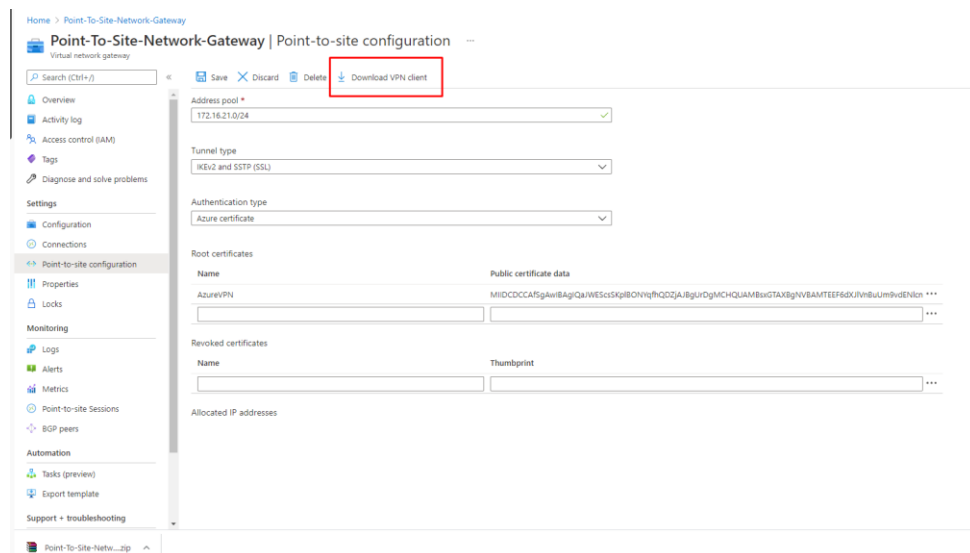 Home > Point-To-Site-Network-Gateway
Point-To-Site-Network-Gateway | Point-to-site configuration ...
Virtual network gateway
Search (Ctrl+/)
«
Save Discard Delete Download VPN client
Overview
Activity log
Access control (IAM)
Tags
Diagnose and solve problems
Settings
Configuration
Connections
Point-to-site configuration
Properties
Locks
Monitoring
Logs
Alerts
Metrics
Point-to-site Sessions
BGP peers
Automation
Tasks (preview)
Export template
Support + troubleshooting
Address pool *
172.16.21.0/24
Tunnel type
IKEv2 and SSTP (SSL)
Authentication type
Azure certificate
Root certificates
Name Public certificate data
AzureVPN
Revoked certificates
Name Thumbprint
Allocated IP addresses
Point-To-Site-Netw....zip